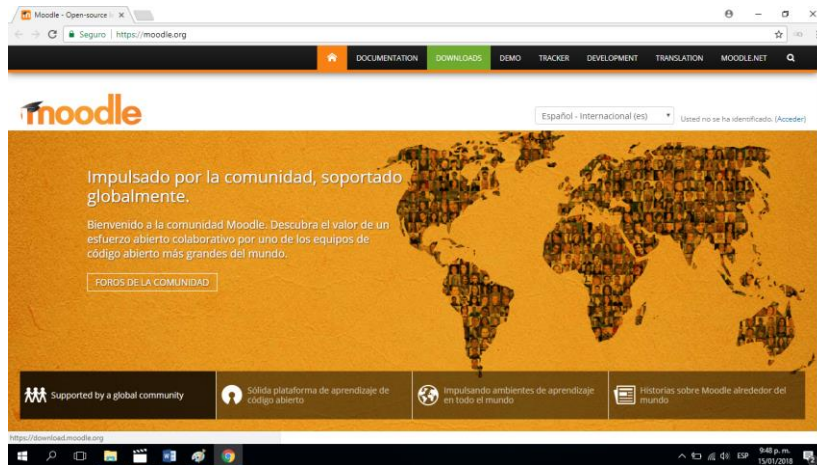 Moodle - Open-source l
Seguro | https://moodle.org
DOCUMENTATION DOWNLOADS DEMO TRACKER DEVELOPMENT TRANSLATION MOODLE.NET
moodle
Español - Internacional (es)
Usted no se ha identificado. (Acceder)
Impulsado por la comunidad, soportado
globalmente.
Bienvenido a la comunidad Moodle. Descubra el valor de un
esfuerzo abierto colaborativo por uno de los equipos de
código abierto más grandes del mundo.
FOROS DE LA COMUNIDAD
Supported by a global community
Sólida plataforma de aprendizaje de
código abierto
Impulsando ambientes de aprendizaje
en todo el mundo
Historias sobre Moodle alrededor del
mundo
https://download.moodle.org
ESP
9:48 p. m.
15/01/2018